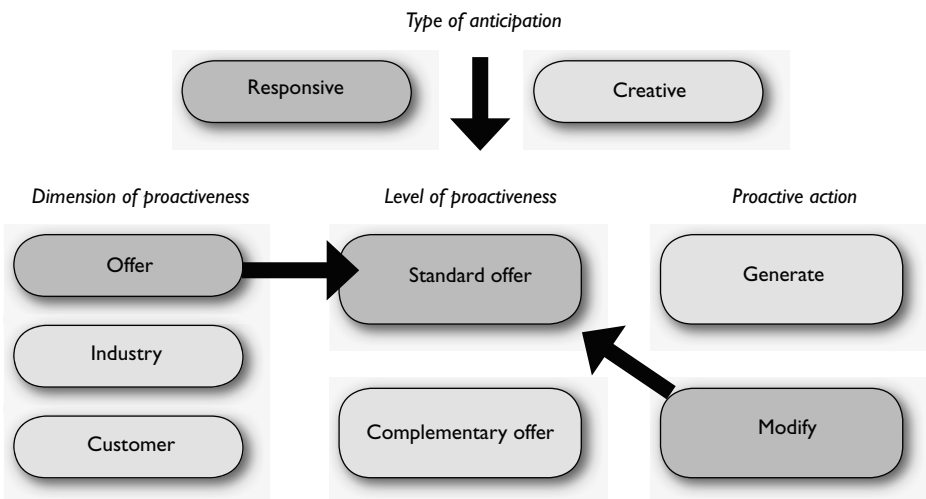 Type of anticipation
Responsive
Creative
Dimension of proactiveness
Level of proactiveness
Proactive action
Offer
Standard offer
Generate
Industry
Customer
Complementary offer
Modify